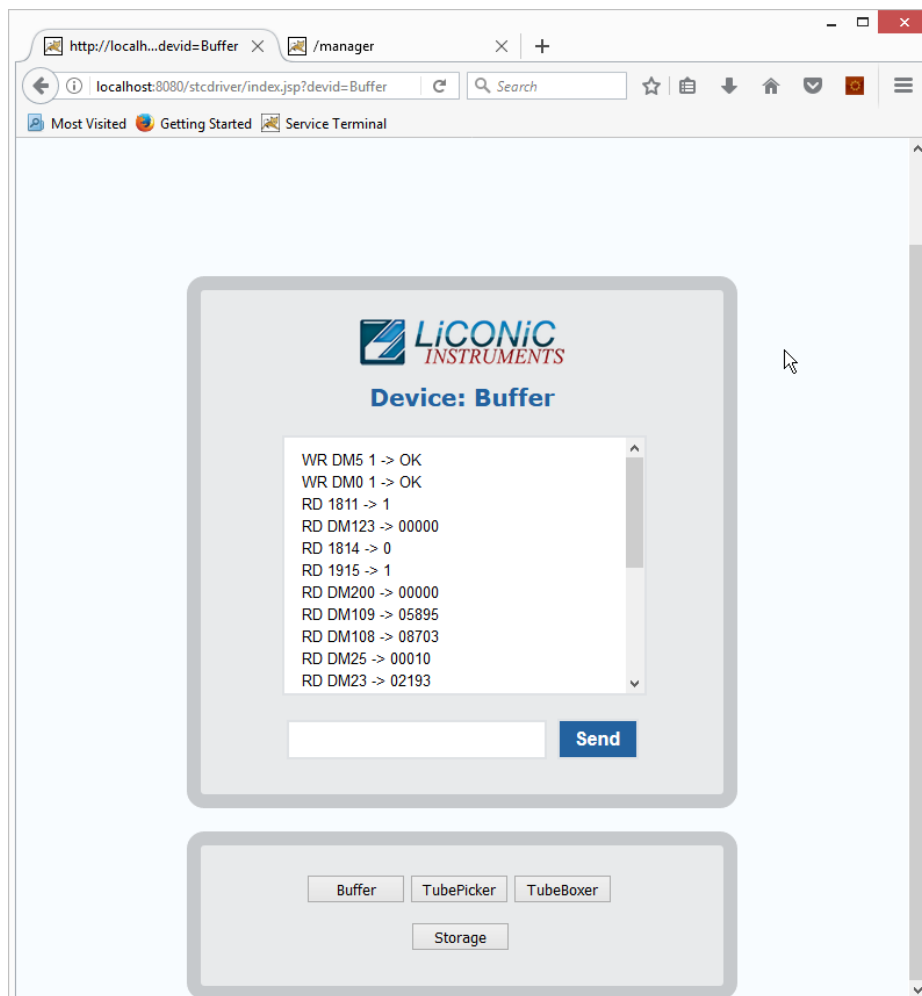 http://localh...devid=Buffer
/manager
localhost:8080/stcdriver/index.jsp?devid=Buffer
Search
Most Visited Getting Started Service Terminal
LiCONiC
INSTRUMENTS
Device: Buffer
WR DM5 1 -> OK
WR DM0 1 -> OK
RD 1811 -> 1
RD DM123 -> 00000
RD 1814 -> 0
RD 1915 -> 1
RD DM200 -> 00000
RD DM109 -> 05895
RD DM108 -> 08703
RD DM25 -> 00010
RD DM23 -> 02193
Send
Buffer TubePicker TubeBoxer
Storage